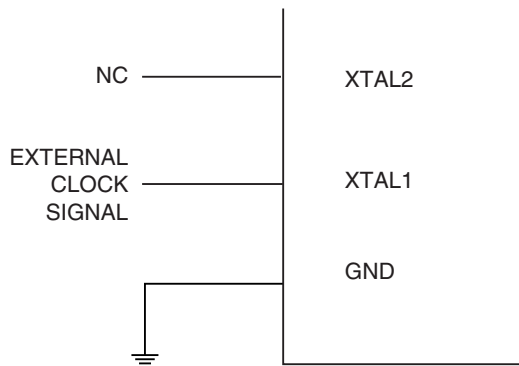 NC
XTAL2
EXTERNAL
CLOCK
SIGNAL
XTAL1
GND